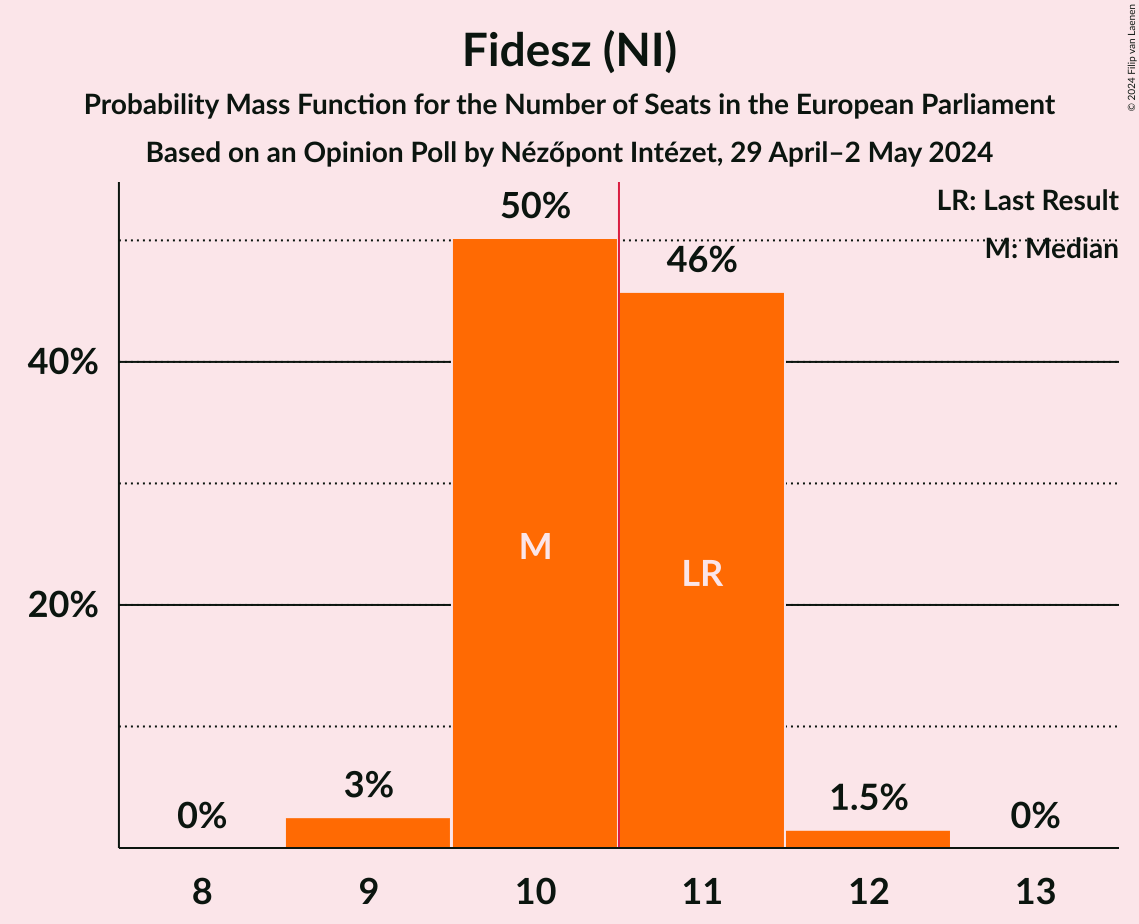 Fidesz (NI)
Probability Mass Function for the Number of Seats in the European Parliament
Based on an Opinion Poll by Nézőpont Intézet, 29 April–2 May 2024
© 2024 Filip van Laenen
LR: Last Result
M: Median
50%
46%
40%
20%
M
LR
0%
3%
1.5%
0%
8 9 10 11 12 13